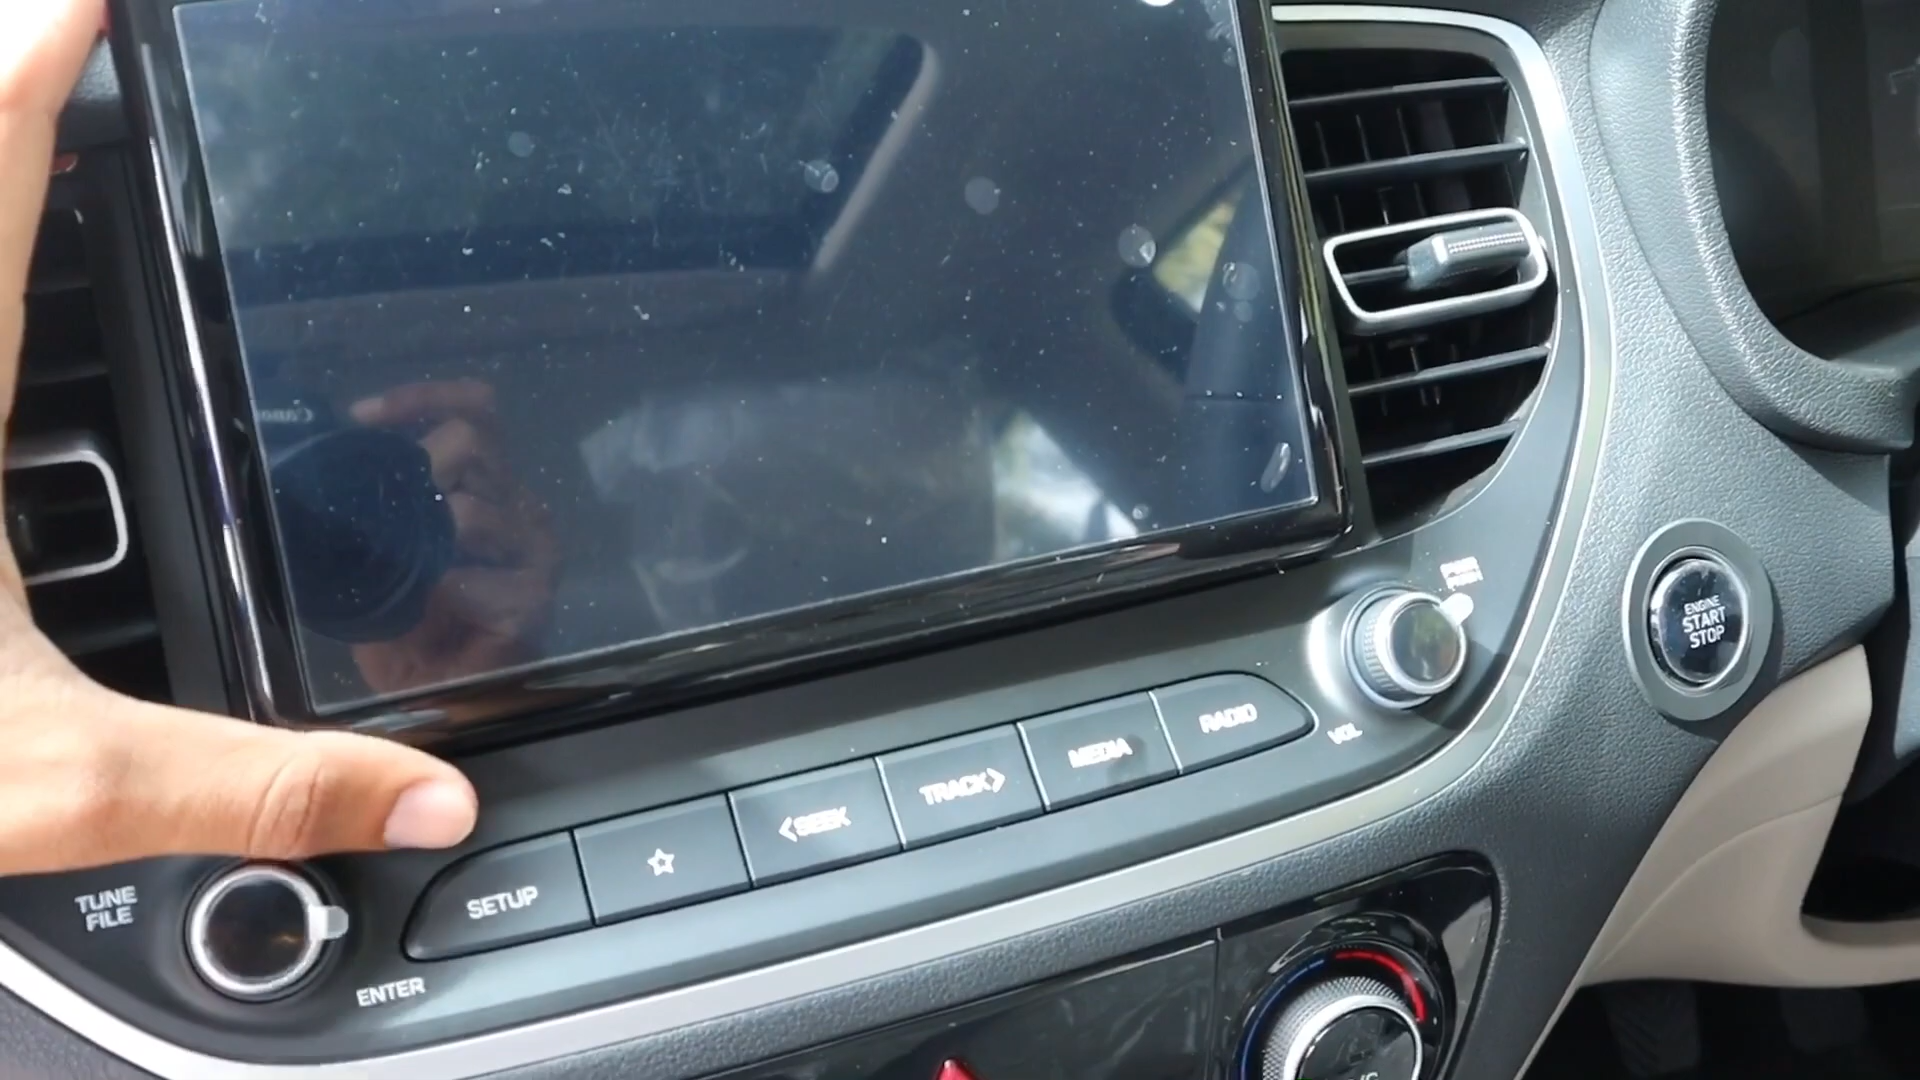 ENGINE
START
STOP
VOL
RADIO
MEDIA
TRACK>
<SEEK
SETUP
TUNE
FILE
ENTER